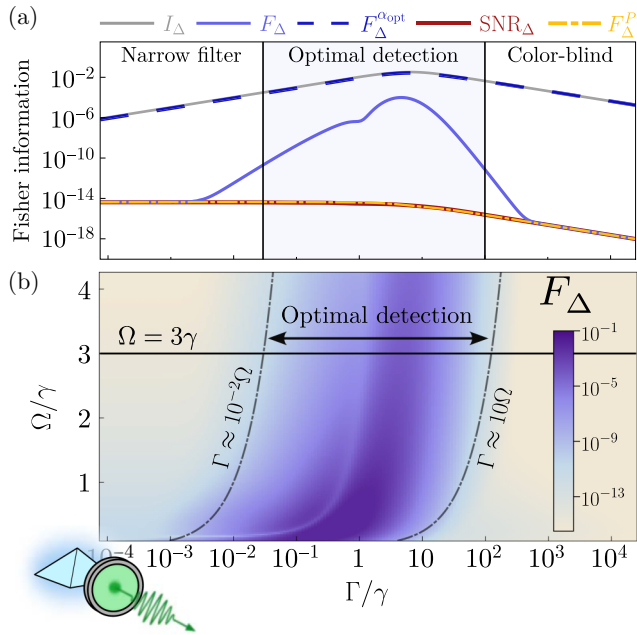 (a) I_Δ F_Δ F_Δ^{α_opt} SNR_Δ F_Δ^P
Narrow filter Optimal detection Color-blind
Fisher information
10^{-2}
10^{-6}
10^{-10}
10^{-14}
10^{-18}
(b)
F_Δ
Optimal detection
Ω = 3γ
Γ ≈ 10^{-2}Ω
Γ ≈ 10Ω
Ω/γ
4
3
2
1
10^{-1}
10^{-5}
10^{-9}
10^{-13}
10^{-4} 10^{-3} 10^{-2} 10^{-1} 1 10 10^2 10^3
Γ/γ